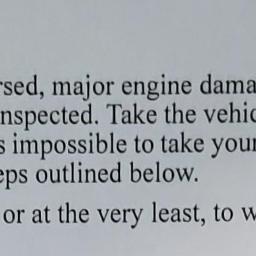 rsed, major engine dama
nspected. Take the vehic
s impossible to take your
eps outlined below.
or at the very least, to w